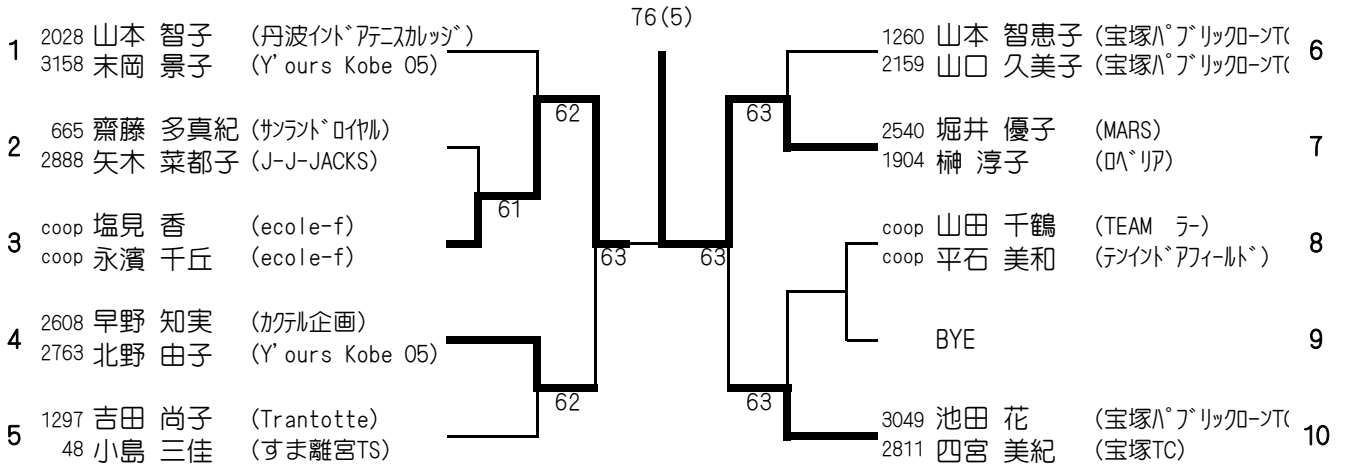 76(5)
1 2028 山本 智子 (丹波インドアテニスカレッジ)
3158 末岡 景子 (Y'ours Kobe 05)
62
2 665 齋藤 多真紀 (サンランドロイヤル)
2888 矢木 菜都子 (J-J-JACKS)
61
3 coop 塩見 香 (ecole-f)
coop 永濱 千丘 (ecole-f)
63
4 2608 早野 知実 (カクテル企画)
2763 北野 由子 (Y'ours Kobe 05)
62
5 1297 吉田 尚子 (Trantotte)
48 小島 三佳 (すま離宮TS)
1260 山本 智恵子 (宝塚パブリックローンTC 6
2159 山口 久美子 (宝塚パブリックローンTC
63
2540 堀井 優子 (MARS) 7
1904 榊 淳子 (ロベリア)
63
coop 山田 千鶴 (TEAM ラー) 8
coop 平石 美和 (テンインドアフィールド)
BYE 9
63
3049 池田 花 (宝塚パブリックローンTC 10
2811 四宮 美紀 (宝塚TC)